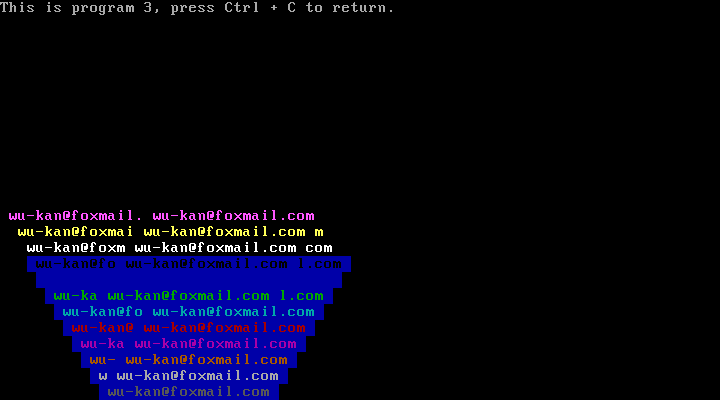 This is program 3, press Ctrl + C to return.
wu-kan@foxmail. wu-kan@foxmail.com
wu-kan@foxmai wu-kan@foxmail.com m
wu-kan@foxm wu-kan@foxmail.com com
wu-kan@fo wu-kan@foxmail.com l.com
wu-ka wu-kan@foxmail.com l.com
wu-kan@fo wu-kan@foxmail.com
wu-kan@ wu-kan@foxmail.com
wu-ka wu-kan@foxmail.com
wu- wu-kan@foxmail.com
w wu-kan@foxmail.com
wu-kan@foxmail.com